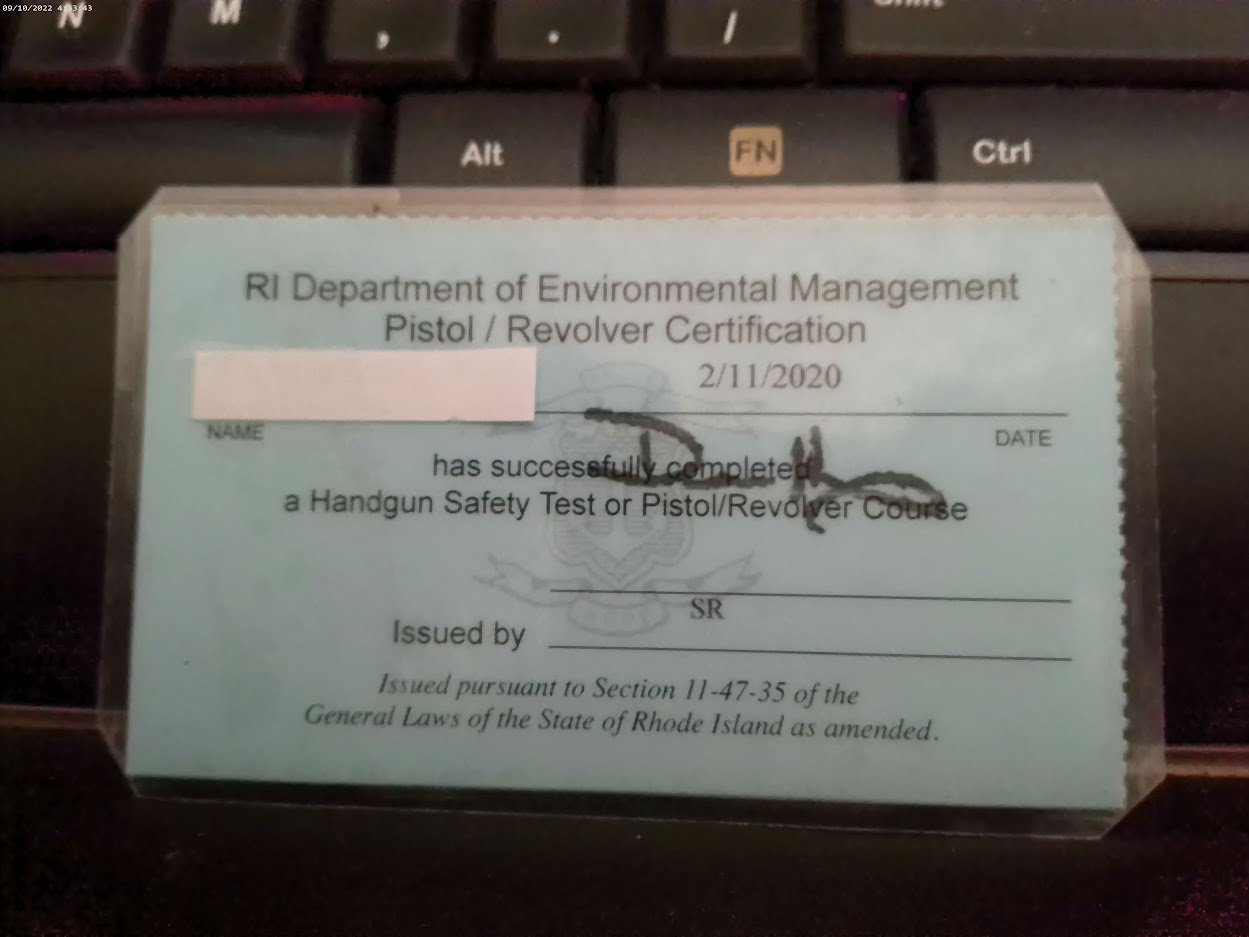 09/10/2022
N M , . / Shift
Alt FN Ctrl
RI Department of Environmental Management
Pistol / Revolver Certification
2/11/2020
NAME DATE
has successfully completed
a Handgun Safety Test or Pistol/Revolver Course
SR
Issued by
Issued pursuant to Section 11-47-35 of the
General Laws of the State of Rhode Island as amended.